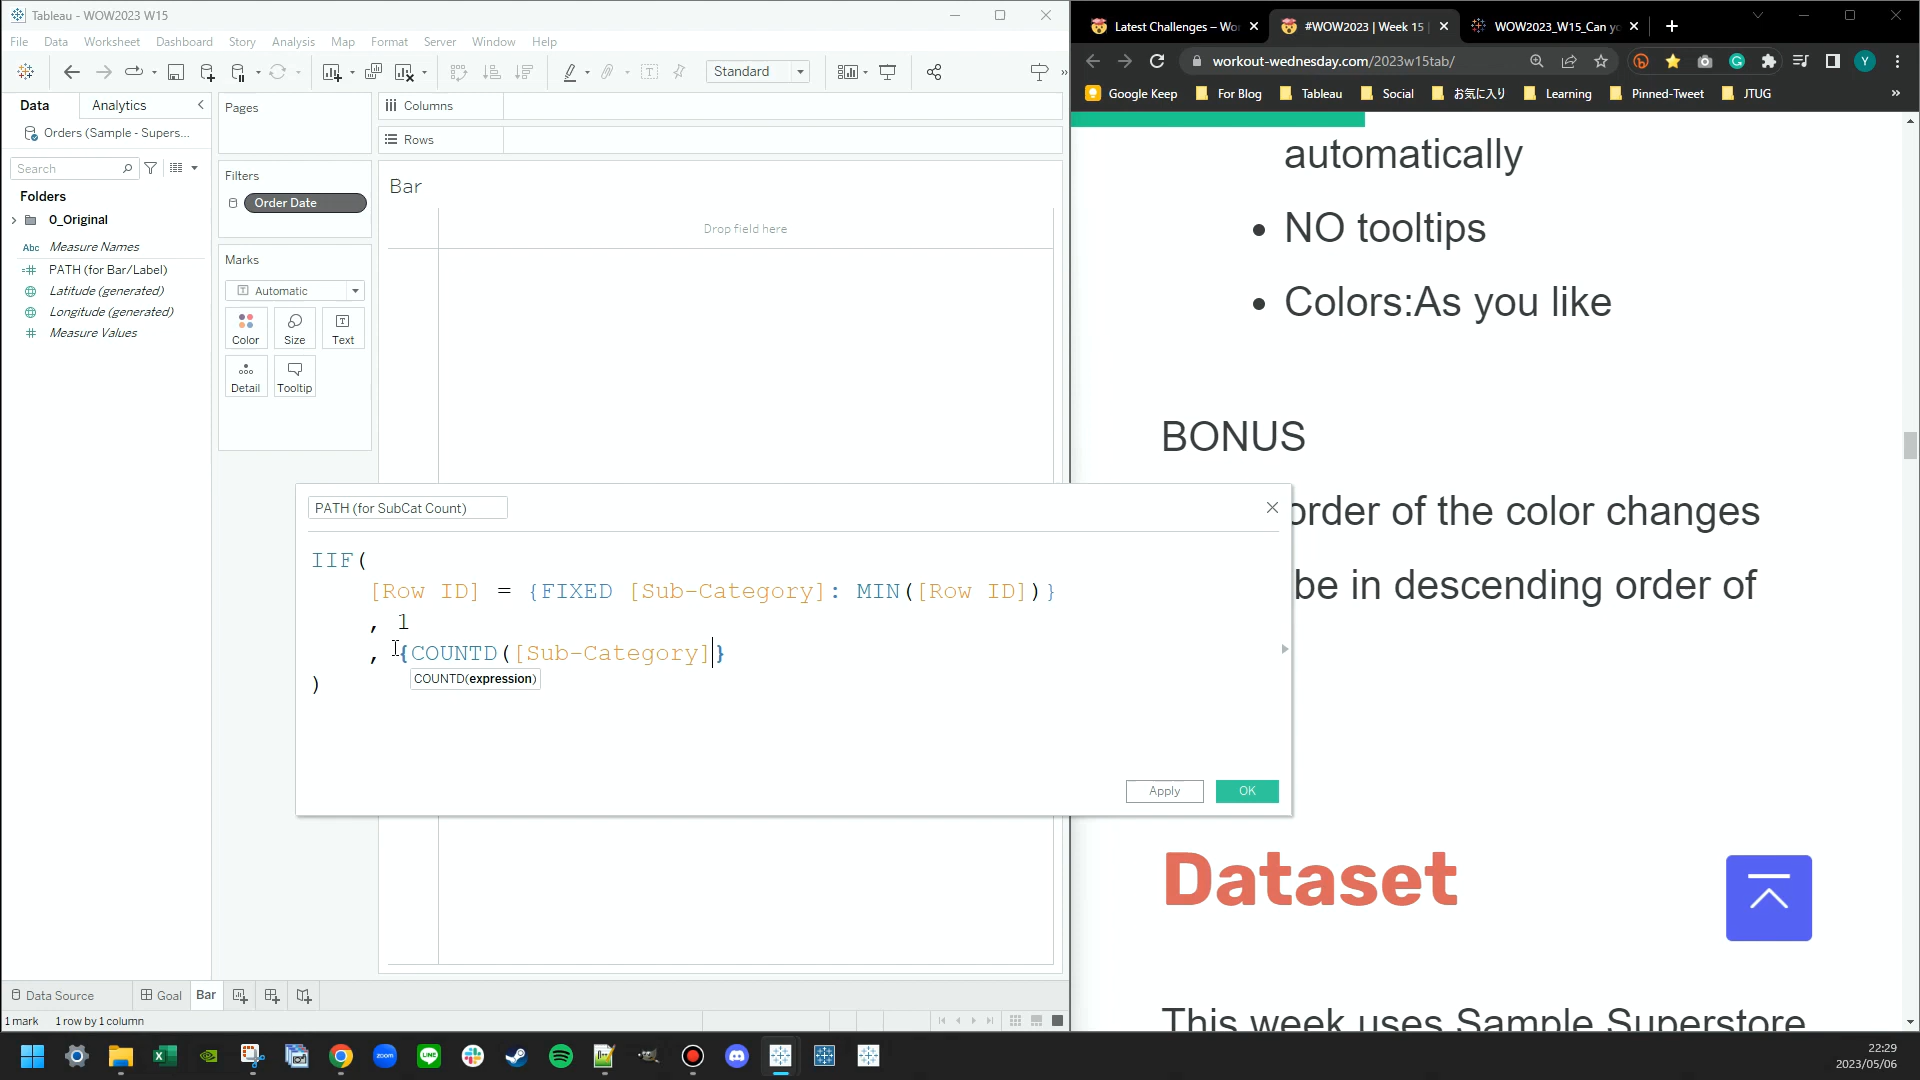 Tableau - WOW2023 W15
File Data Worksheet Dashboard Story Analysis Map Format Server Window Help
Standard
Data Analytics
Orders (Sample - Supers...
Search
Folders
0_Original
Abc Measure Names
PATH (for Bar/Label)
Latitude (generated)
Longitude (generated)
Measure Values
Pages
Filters
Order Date
Marks
Automatic
Color Size Text
Detail Tooltip
Columns
Rows
Bar
Drop field here
PATH (for SubCat Count)
IIF(
[Row ID] = {FIXED [Sub-Category]: MIN([Row ID])}
, 1
, {COUNTD([Sub-Category]}
COUNTD(expression)
)
Apply OK
Data Source Goal Bar
1 mark 1 row by 1 column
Latest Challenges – Wo
#WOW2023 | Week 15 |
WOW2023_W15_Can yo
workout-wednesday.com/2023w15tab/
Y
Google Keep For Blog Tableau Social お気に入り Learning Pinned-Tweet JTUG
automatically
• NO tooltips
• Colors:As you like
BONUS
order of the color changes
be in descending order of
Dataset
This week uses Sample Superstore
zoom
LINE
22:29
2023/05/06